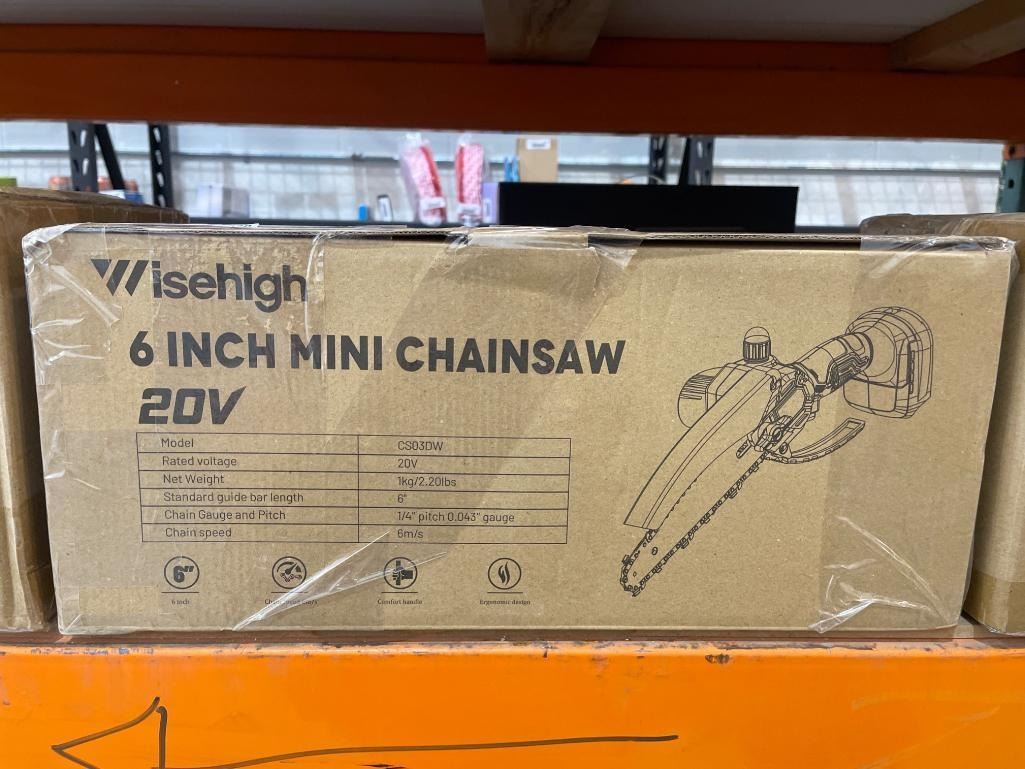 Wisehigh
6 INCH MINI CHAINSAW
20V
Model CS03DW
Rated voltage 20V
Net Weight 1kg/2.20lbs
Standard guide bar length 6"
Chain Gauge and Pitch 1/4" pitch 0.043" gauge
Chain speed 6m/s
6"
6 inch
Comfort handle
Ergonomic design